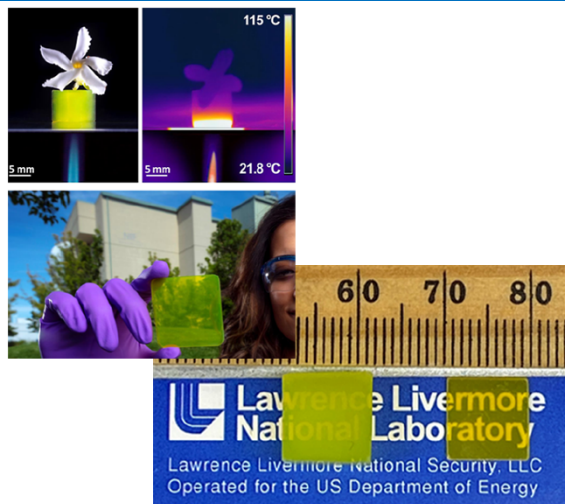 115 °C
5 mm
5 mm
21.8 °C
60 70 80
Lawrence Livermore
National Laboratory
Lawrence Livermore National Security, LLC
Operated for the US Department of Energy